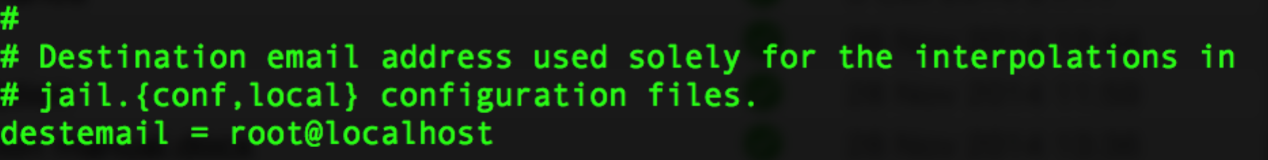 #
# Destination email address used solely for the interpolations in
# jail.{conf,local} configuration files.
destemail = root@localhost